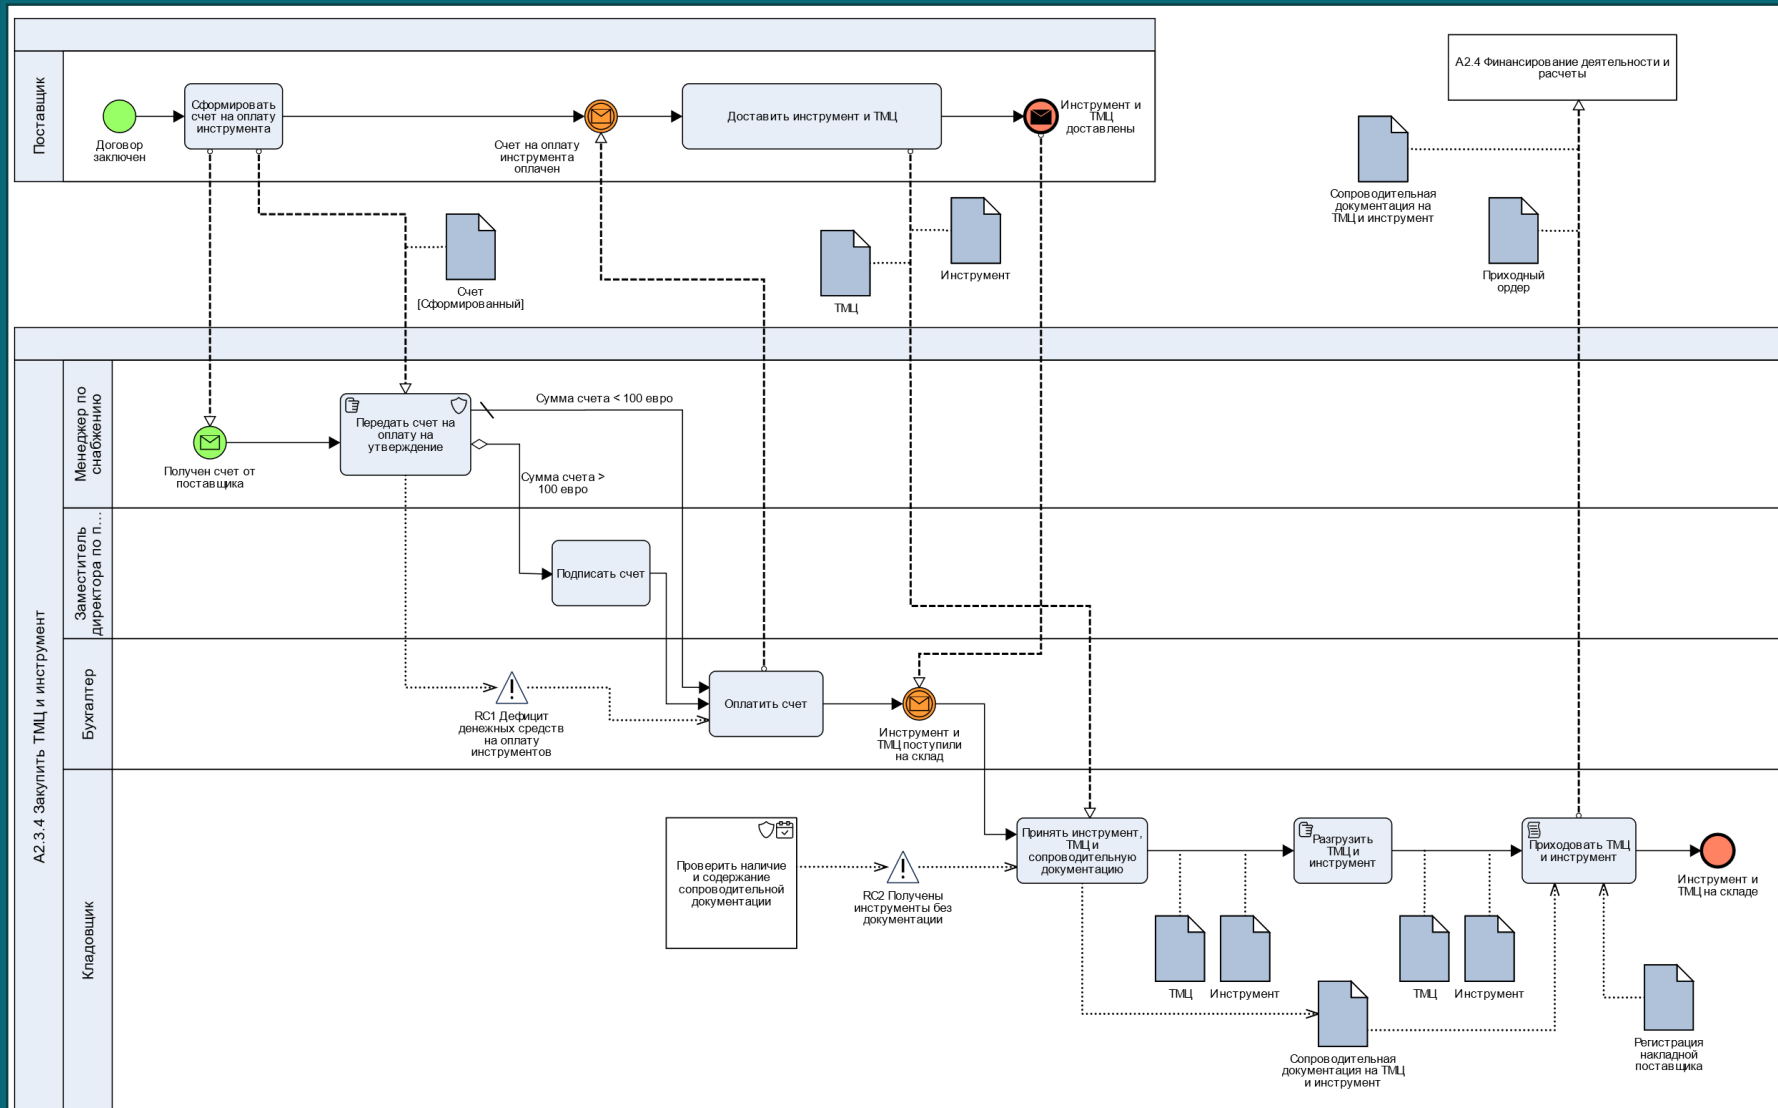 Поставщик
Договор
заключен
Сформировать
счет на оплату
инструмента
Счет на оплату
инструмента
оплачен
Доставить инструмент и ТМЦ
Инструмент и
ТМЦ
доставлены
А2.4 Финансирование деятельности и
расчеты
Сопроводительная
документация на
ТМЦ и инструмент
Приходный
ордер
Счет
[Сформированный]
ТМЦ
Инструмент
А2.3.4 Закупить ТМЦ и инструмент
Менеджер по
снабжению
Получен счет от
поставщика
Передать счет на
оплату на
утверждение
Сумма счета < 100 евро
Сумма счета >
100 евро
Заместитель
директора по п...
Подписать счет
Бухгалтер
RC1 Дефицит
денежных средств
на оплату
инструментов
Оплатить счет
Инструмент и
ТМЦ поступили
на склад
Кладовщик
Проверить наличие
и содержание
сопроводительной
документации
RC2 Получены
инструменты без
документации
Принять инструмент,
ТМЦ и
сопроводительную
документацию
Разгрузить
ТМЦ и
инструмент
Приходовать ТМЦ
и инструмент
Инструмент и
ТМЦ на складе
ТМЦ
Инструмент
ТМЦ
Инструмент
Сопроводительная
документация на ТМЦ
и инструмент
Регистрация
накладной
поставщика